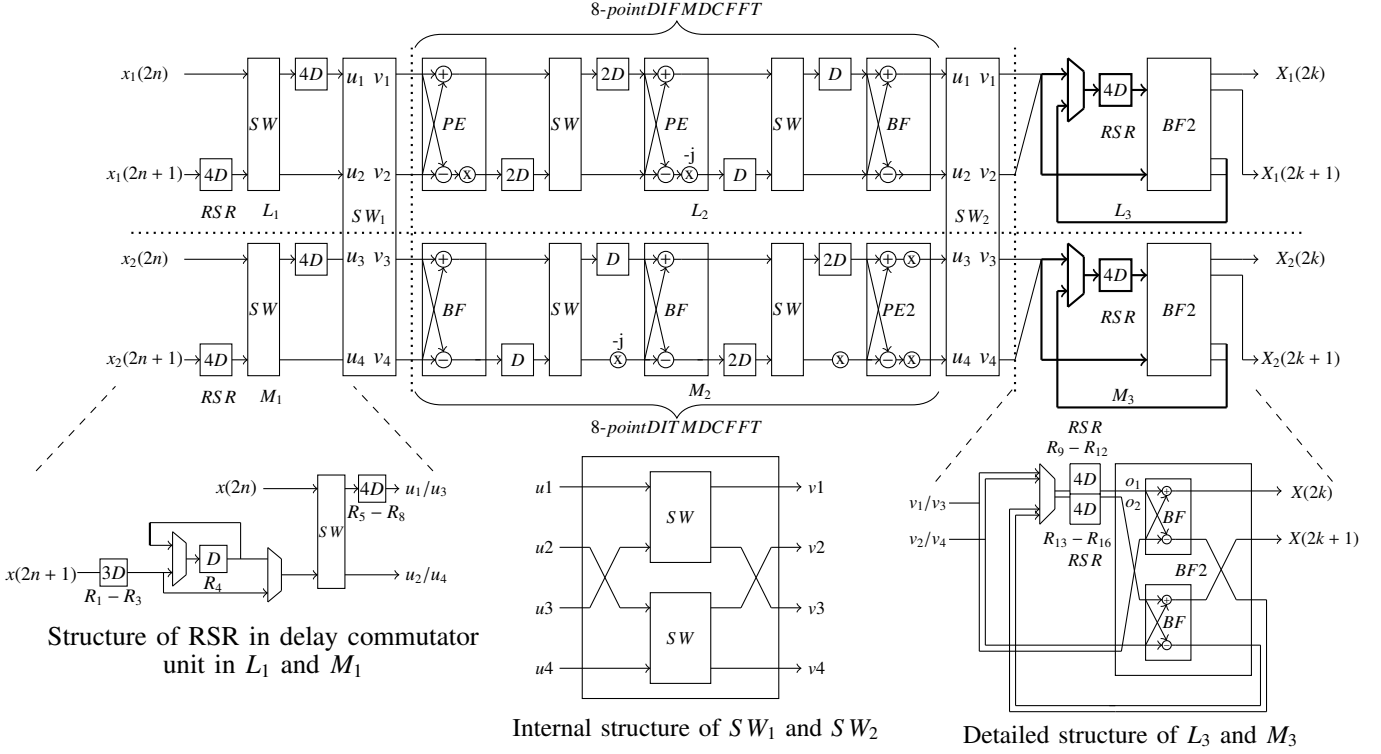 8-pointDIFMDCFFT
x1(2n) 4D u1 v1 + 2D + D + u1 v1 4D X1(2k)
SW PE SW PE SW BF RSR BF2
-j
x1(2n+1) 4D u2 v2 − x 2D − x D − u2 v2 X1(2k+1)
RSR L1 SW1 L2 SW2 L3
x2(2n) 4D u3 v3 + D + 2D + x u3 v3 4D X2(2k)
SW BF SW BF SW PE2 RSR BF2
-j
x2(2n+1) 4D u4 v4 − D x − 2D x − x u4 v4 X2(2k+1)
RSR M1 M2 M3
8-pointDITMDCFFT
x(2n) 4D u1/u3
R5 − R8
SW
D
x(2n+1) 3D R4 u2/u4
R1 − R3
Structure of RSR in delay commutator
unit in L1 and M1
u1 SW v1
u2 v2
u3 v3
u4 SW v4
Internal structure of SW1 and SW2
RSR
R9 − R12
4D
v1/v3 4D o1 + X(2k)
o2 BF
v2/v4 R13 − R16 − X(2k+1)
RSR
BF2
+
BF
−
Detailed structure of L3 and M3